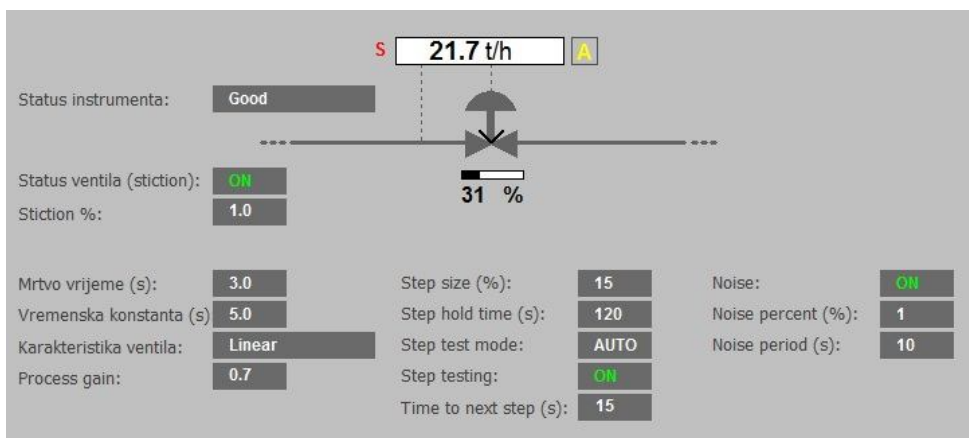 S 21.7 t/h A
Status instrumenta: Good
Status ventila (stiction): ON
Stiction %: 1.0
31 %
Mrtvo vrijeme (s): 3.0
Vremenska konstanta (s) 5.0
Karakteristika ventila: Linear
Process gain: 0.7
Step size (%): 15
Step hold time (s): 120
Step test mode: AUTO
Step testing: ON
Time to next step (s): 15
Noise: ON
Noise percent (%): 1
Noise period (s): 10